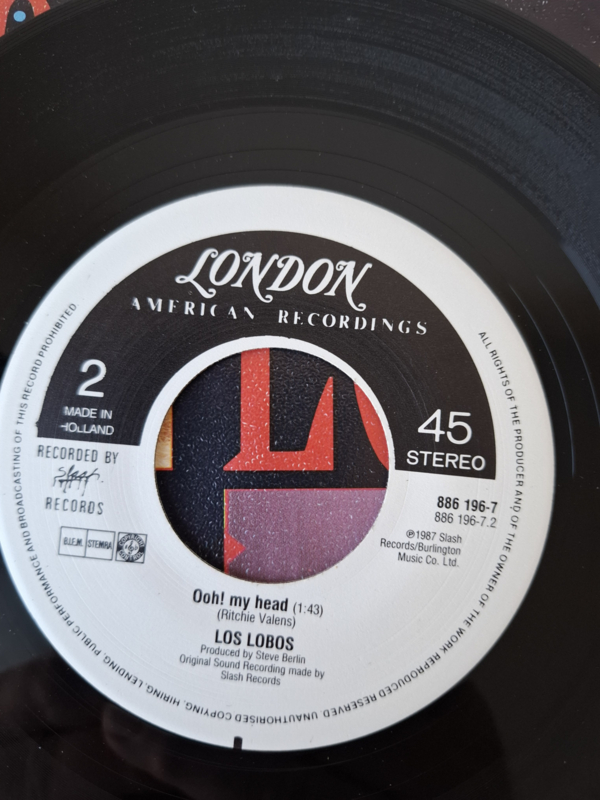 LONDON
AMERICAN RECORDINGS
2
MADE IN
HOLLAND
45
STEREO
RECORDED BY
Slash
RECORDS
B.I.E.M.
STEMRA
886 196-7
886 196-7.2
℗1987 Slash
Records/Burlington
Music Co. Ltd.
Ooh! my head (1:43)
(Ritchie Valens)
LOS LOBOS
Produced by Steve Berlin
Original Sound Recording made by
Slash Records
ALL RIGHTS OF THE PRODUCER AND OF THE OWNER OF THE WORK REPRODUCED RESERVED. UNAUTHORISED COPYING, HIRING, LENDING, PUBLIC PERFORMANCE AND BROADCASTING OF THIS RECORD PROHIBITED